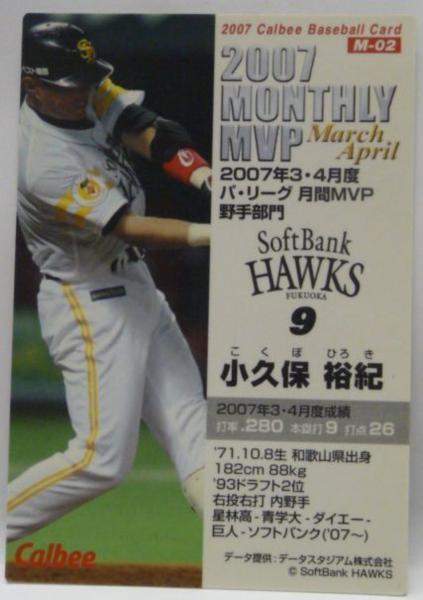 2007 Calbee Baseball Card
M-02
2007
MONTHLY
MVP March
April
2007年3・4月度
パ・リーグ 月間MVP
野手部門
SoftBank
HAWKS
FUKUOKA
9
こくぼ ひろき
小久保 裕紀
2007年3・4月度成績
打率.280 本塁打9 打点26
'71.10.8生 和歌山県出身
182cm 88kg
'93ドラフト2位
右投右打 内野手
星林高-青学大-ダイエー-
巨人-ソフトバンク('07〜)
データ提供:データスタジアム株式会社
© SoftBank HAWKS
Calbee